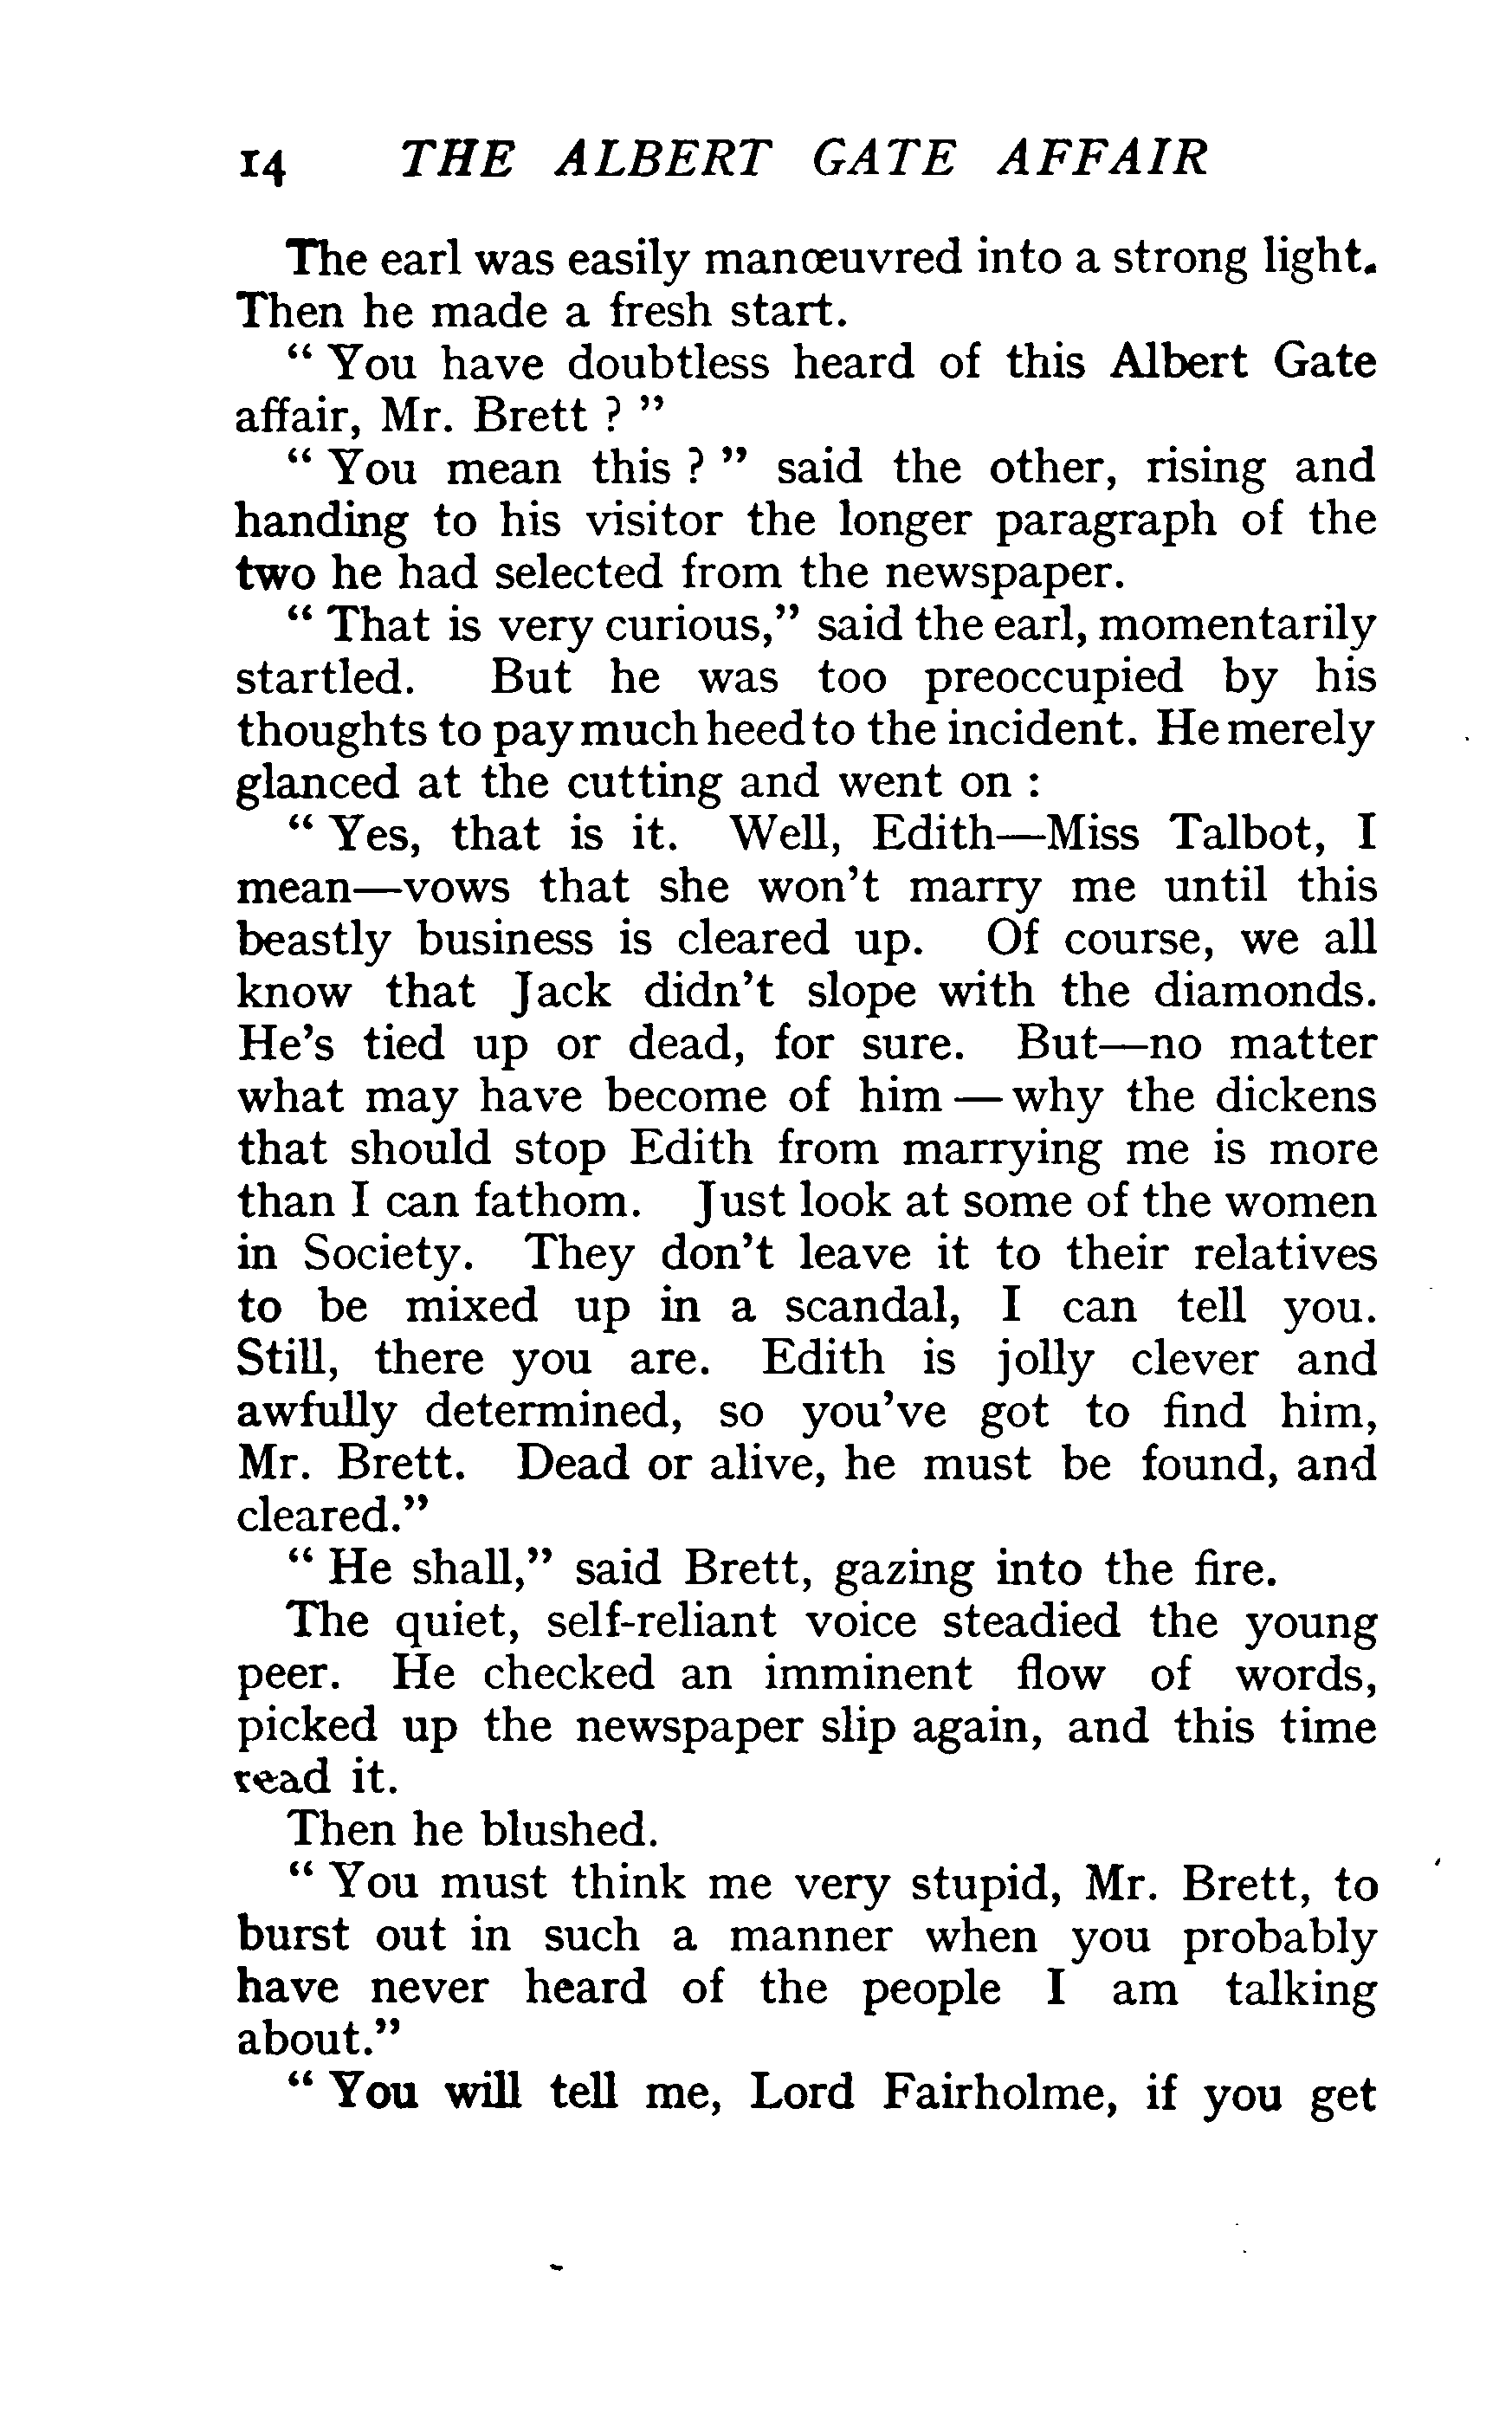 14 THE ALBERT GATE AFFAIR
The earl was easily manœuvred into a strong light.
Then he made a fresh start.
“ You have doubtless heard of this Albert Gate
affair, Mr. Brett ? ”
“ You mean this ? ” said the other, rising and
handing to his visitor the longer paragraph of the
two he had selected from the newspaper.
“ That is very curious,” said the earl, momentarily
startled. But he was too preoccupied by his
thoughts to pay much heed to the incident. He merely
glanced at the cutting and went on :
“ Yes, that is it. Well, Edith—Miss Talbot, I
mean—vows that she won’t marry me until this
beastly business is cleared up. Of course, we all
know that Jack didn’t slope with the diamonds.
He’s tied up or dead, for sure. But—no matter
what may have become of him — why the dickens
that should stop Edith from marrying me is more
than I can fathom. Just look at some of the women
in Society. They don’t leave it to their relatives
to be mixed up in a scandal, I can tell you.
Still, there you are. Edith is jolly clever and
awfully determined, so you’ve got to find him,
Mr. Brett. Dead or alive, he must be found, and
cleared.”
“ He shall,” said Brett, gazing into the fire.
The quiet, self-reliant voice steadied the young
peer. He checked an imminent flow of words,
picked up the newspaper slip again, and this time
read it.
Then he blushed.
“ You must think me very stupid, Mr. Brett, to
burst out in such a manner when you probably
have never heard of the people I am talking
about.”
“ You will tell me, Lord Fairholme, if you get